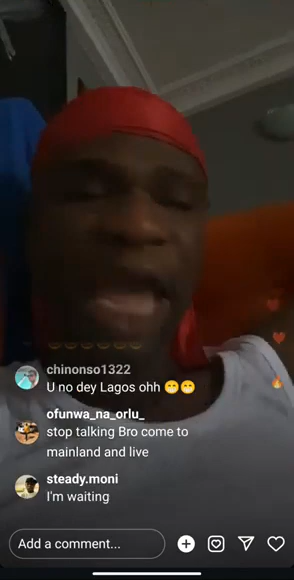 chinonso1322
U no dey Lagos ohh 😁😁
ofunwa_na_orlu_
stop talking Bro come to
mainland and live
steady.moni
I'm waiting
Add a comment...